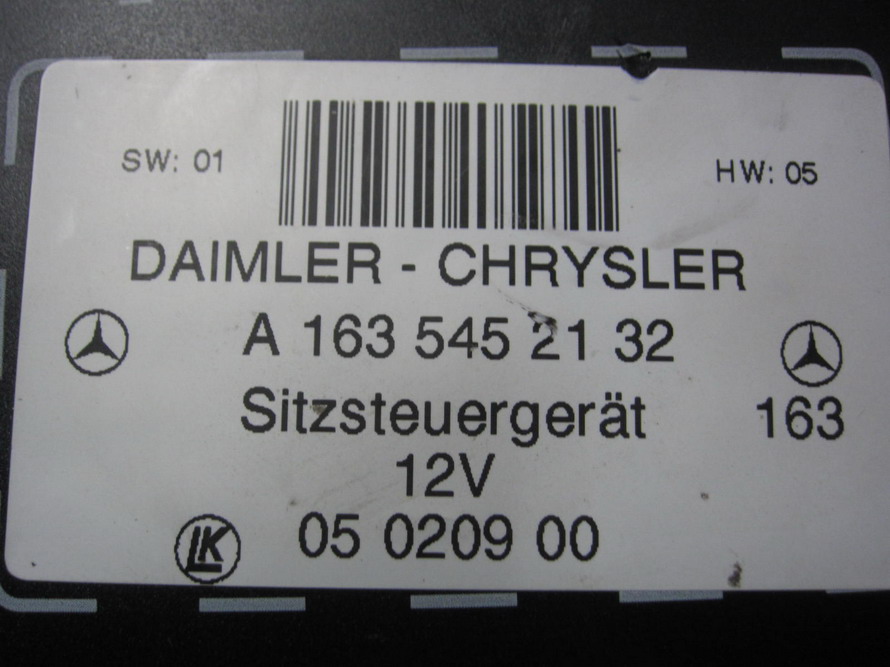 SW: 01
HW: 05
DAIMLER - CHRYSLER
A 163 545 21 32
Sitzsteuergerät 163
12V
LK 05 0209 00